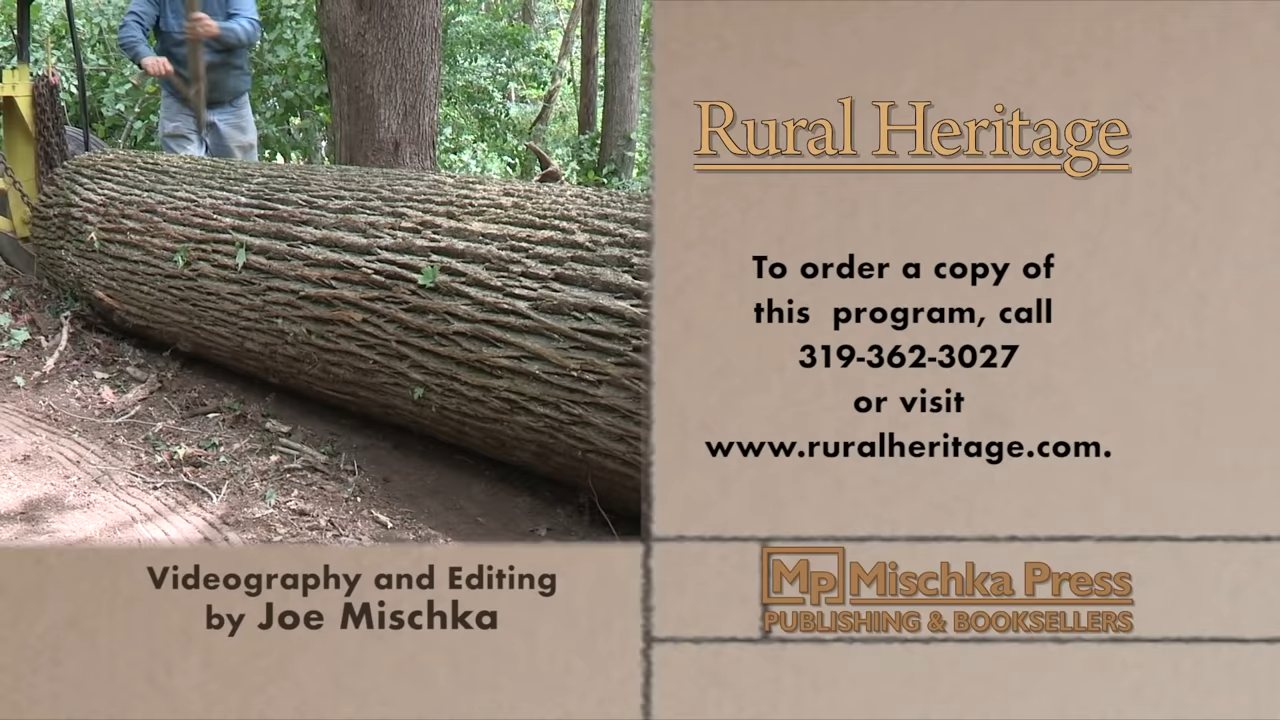 Rural Heritage
To order a copy of
this program, call
319-362-3027
or visit
www.ruralheritage.com.
Videography and Editing
by Joe Mischka
MP Mischka Press
PUBLISHING & BOOKSELLERS